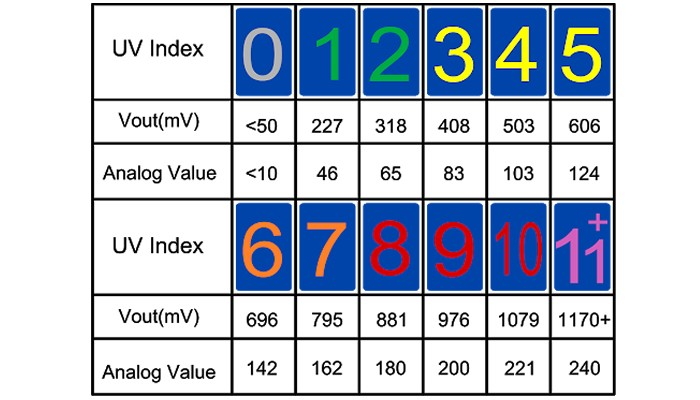 UV Index 0 1 2 3 4 5
Vout(mV) <50 227 318 408 503 606
Analog Value <10 46 65 83 103 124
UV Index 6 7 8 9 10 11+
Vout(mV) 696 795 881 976 1079 1170+
Analog Value 142 162 180 200 221 240